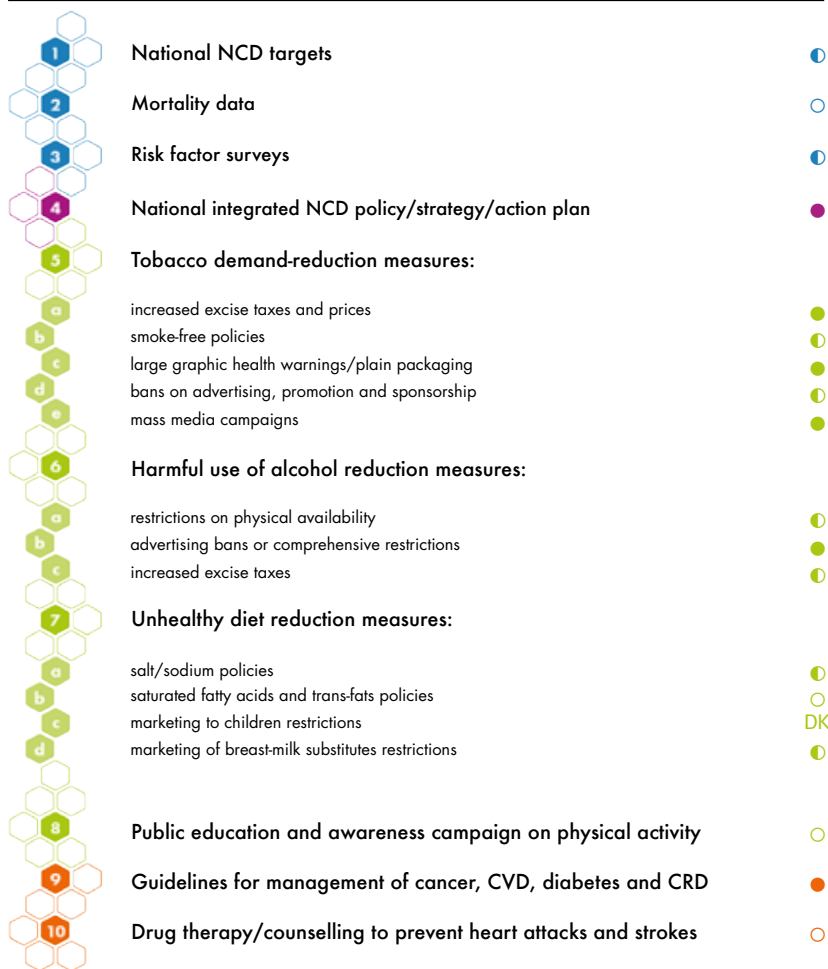 1 National NCD targets
2 Mortality data
3 Risk factor surveys
4 National integrated NCD policy/strategy/action plan
5 Tobacco demand-reduction measures:
a increased excise taxes and prices
b smoke-free policies
c large graphic health warnings/plain packaging
d bans on advertising, promotion and sponsorship
e mass media campaigns
6 Harmful use of alcohol reduction measures:
a restrictions on physical availability
b advertising bans or comprehensive restrictions
c increased excise taxes
7 Unhealthy diet reduction measures:
a salt/sodium policies
b saturated fatty acids and trans-fats policies
c marketing to children restrictions DK
d marketing of breast-milk substitutes restrictions
8 Public education and awareness campaign on physical activity
9 Guidelines for management of cancer, CVD, diabetes and CRD
10 Drug therapy/counselling to prevent heart attacks and strokes